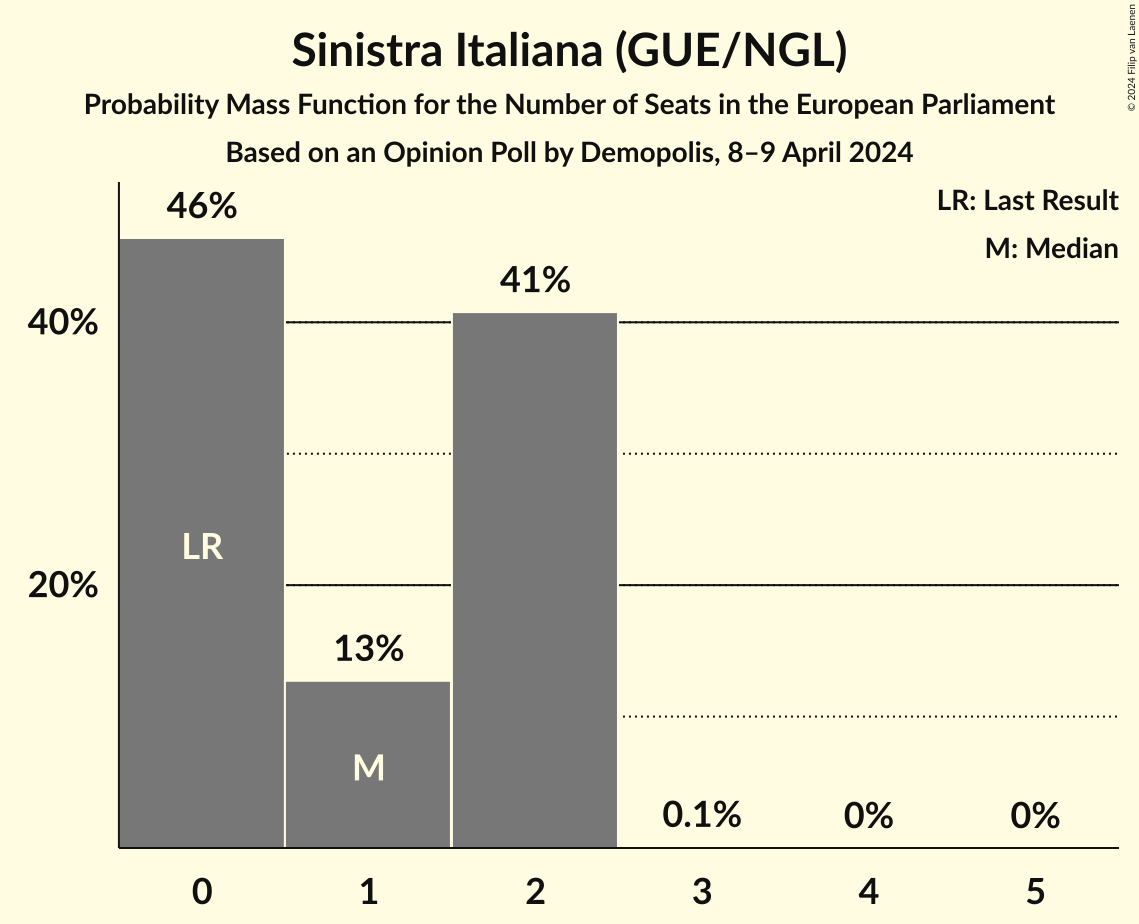 Sinistra Italiana (GUE/NGL)
Probability Mass Function for the Number of Seats in the European Parliament
Based on an Opinion Poll by Demopolis, 8–9 April 2024
© 2024 Filip van Laenen
LR: Last Result
M: Median
46%
41%
40%
LR
20%
13%
M
0.1%
0%
0%
0
1
2
3
4
5